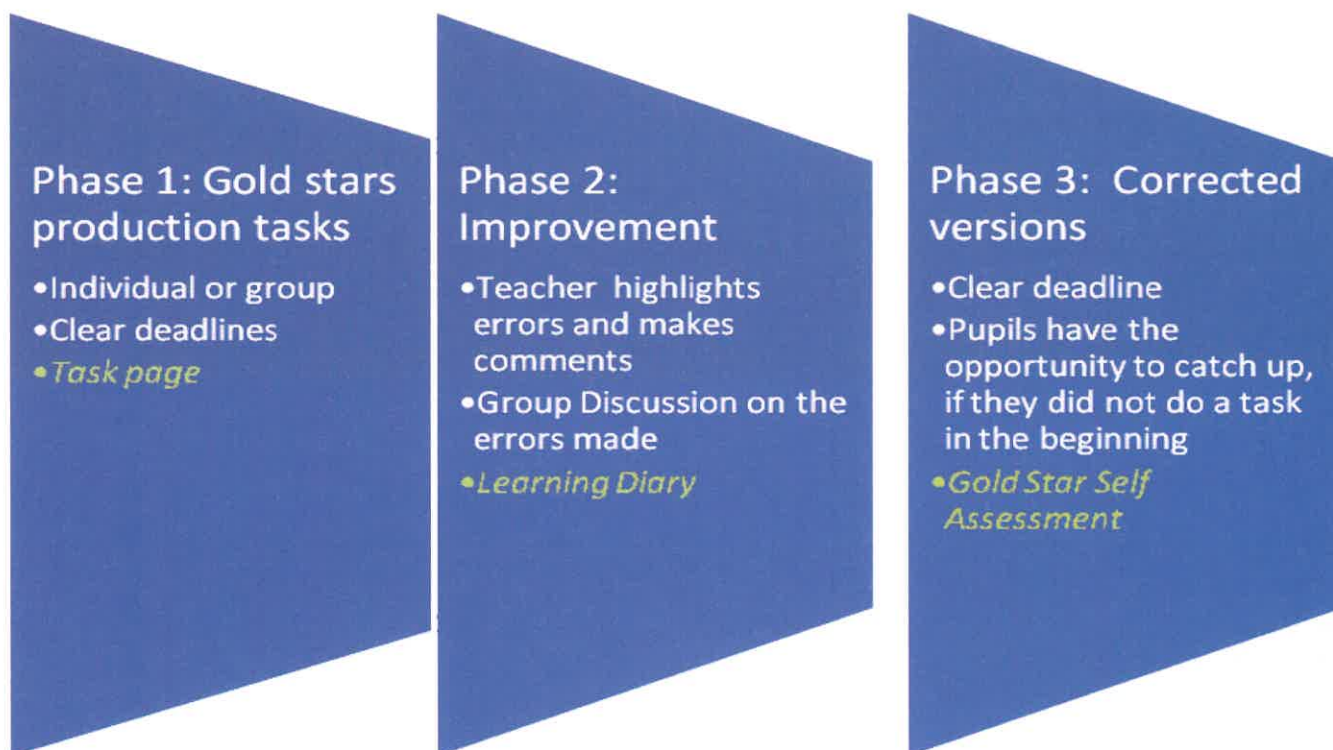 Phase 1: Gold stars
production tasks
•Individual or group
•Clear deadlines
•Task page
Phase 2:
Improvement
•Teacher highlights
errors and makes
comments
•Group Discussion on the
errors made
•Learning Diary
Phase 3: Corrected
versions
•Clear deadline
•Pupils have the
opportunity to catch up,
if they did not do a task
in the beginning
•Gold Star Self
Assessment